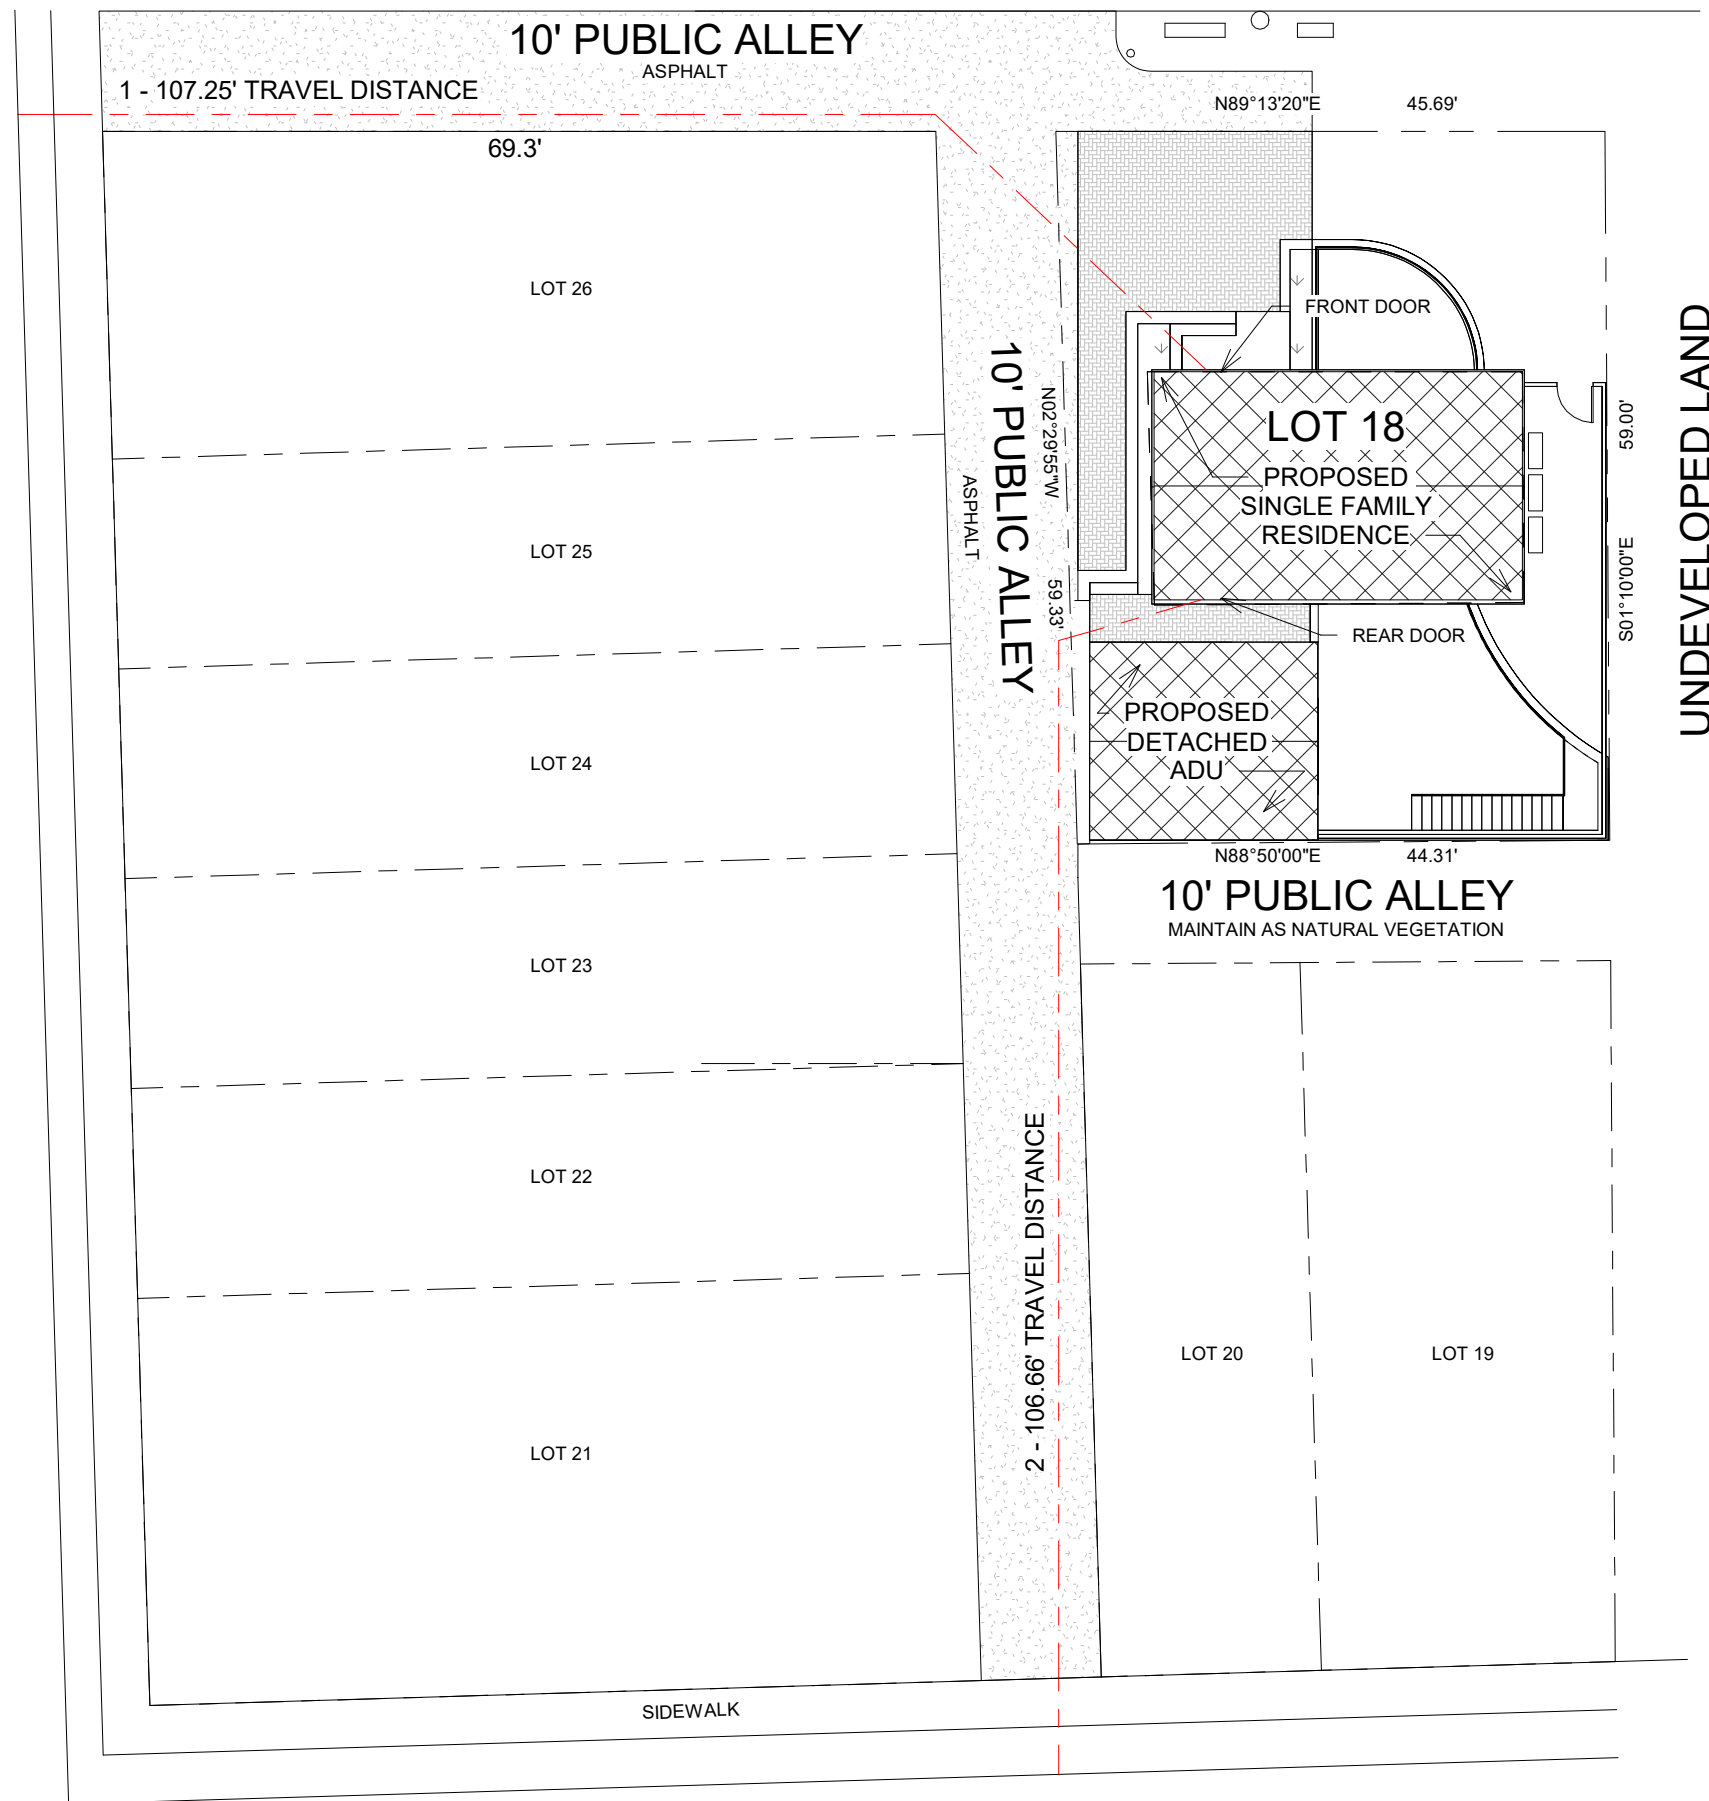 10' PUBLIC ALLEY
ASPHALT
1 - 107.25' TRAVEL DISTANCE
N89°13'20"E 45.69'
69.3'
LOT 26
FRONT DOOR
UNDEVELOPED LAND
10' PUBLIC ALLEY
ASPHALT
N02°29'55"W 59.33'
LOT 18
PROPOSED
SINGLE FAMILY
RESIDENCE
59.00'
S01°10'00"E
LOT 25
REAR DOOR
PROPOSED
DETACHED
ADU
LOT 24
N88°50'00"E 44.31'
10' PUBLIC ALLEY
MAINTAIN AS NATURAL VEGETATION
LOT 23
LOT 22
2 - 106.66' TRAVEL DISTANCE
LOT 20
LOT 19
LOT 21
SIDEWALK